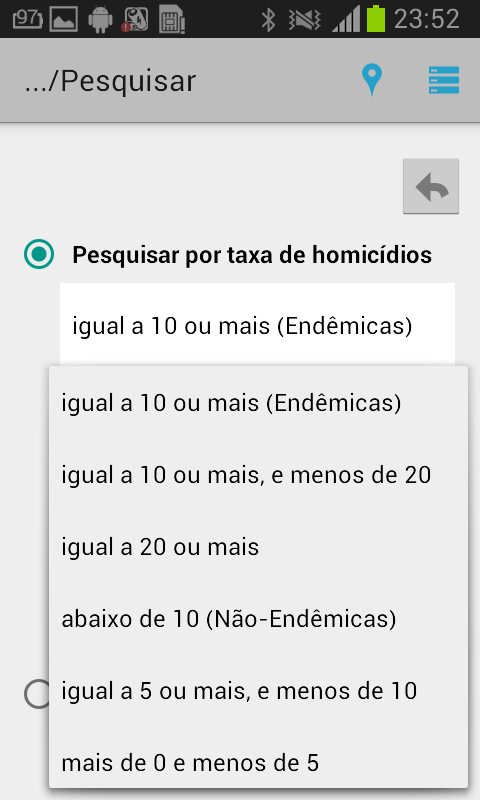 97
23:52
.../Pesquisar
Pesquisar por taxa de homicídios
igual a 10 ou mais (Endêmicas)
igual a 10 ou mais (Endêmicas)
igual a 10 ou mais, e menos de 20
igual a 20 ou mais
abaixo de 10 (Não-Endêmicas)
igual a 5 ou mais, e menos de 10
mais de 0 e menos de 5